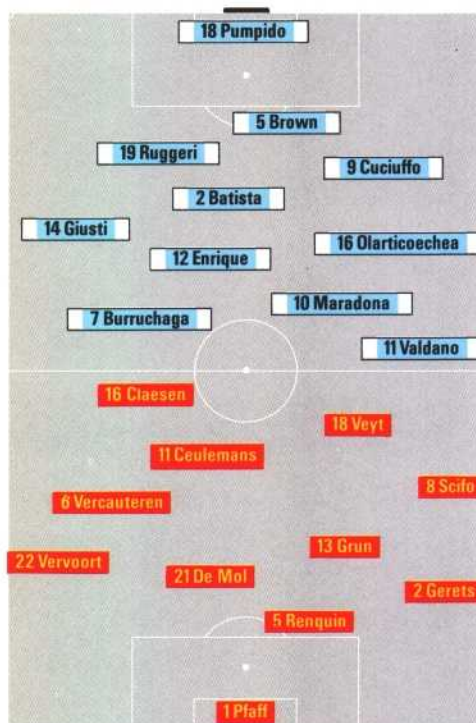 18 Pumpido
5 Brown
19 Ruggeri
9 Cuciuffo
2 Batista
14 Giusti
16 Olarticoechea
12 Enrique
10 Maradona
7 Burruchaga
11 Valdano
16 Claesen
18 Veyt
11 Ceulemans
8 Scifo
6 Vercauteren
13 Grun
22 Vervoort
21 De Mol
2 Gerets
5 Renquin
1 Pfaff